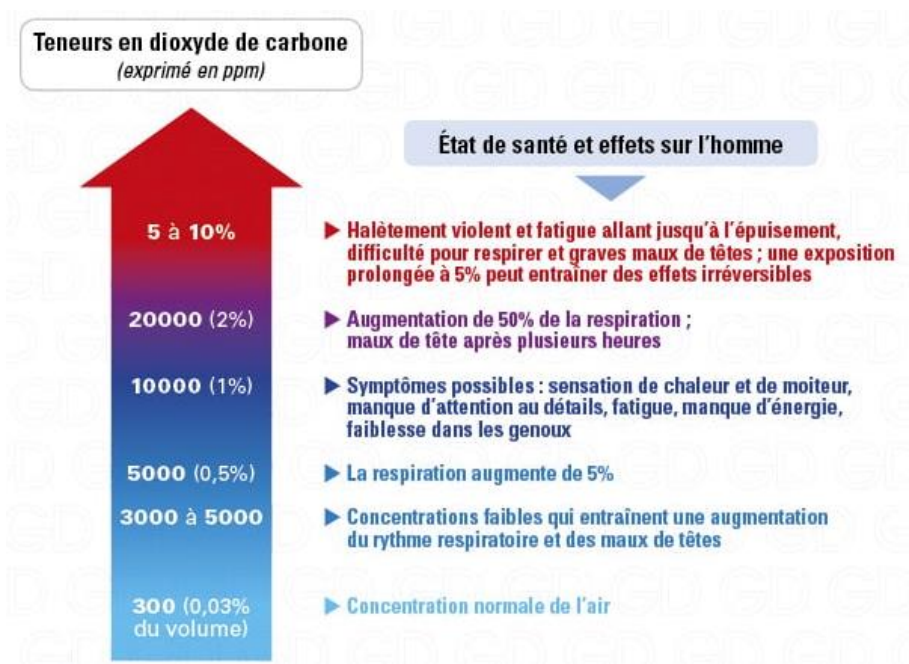 Teneurs en dioxyde de carbone
(exprimé en ppm)
État de santé et effets sur l'homme
5 à 10%
▶ Halètement violent et fatigue allant jusqu'à l'épuisement,
difficulté pour respirer et graves maux de têtes ; une exposition
prolongée à 5% peut entraîner des effets irréversibles
20000 (2%)
▶ Augmentation de 50% de la respiration ;
maux de tête après plusieurs heures
10000 (1%)
▶ Symptômes possibles : sensation de chaleur et de moiteur,
manque d'attention au détails, fatigue, manque d'énergie,
faiblesse dans les genoux
5000 (0,5%)
▶ La respiration augmente de 5%
3000 à 5000
▶ Concentrations faibles qui entraînent une augmentation
du rythme respiratoire et des maux de têtes
300 (0,03%
du volume)
▶ Concentration normale de l'air